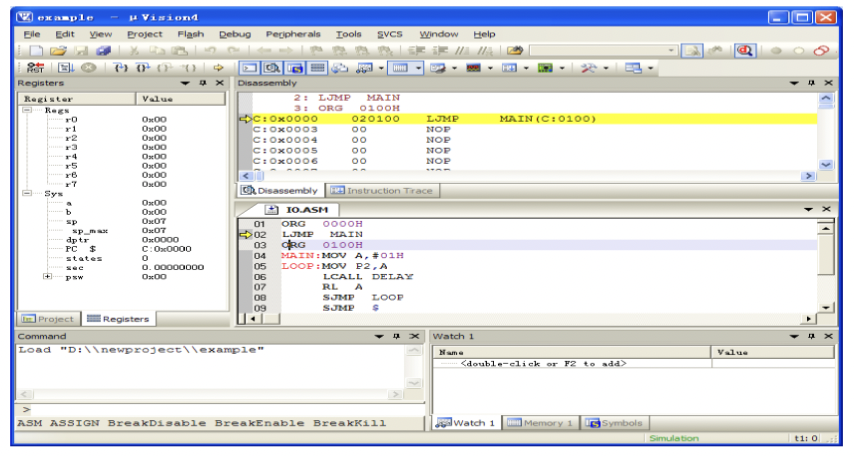 example - µVision4
File Edit View Project Flash Debug Peripherals Tools SVCS Window Help
Registers
Register Value
Regs
r0 0x00
r1 0x00
r2 0x00
r3 0x00
r4 0x00
r5 0x00
r6 0x00
r7 0x00
Sys
a 0x00
b 0x00
sp 0x07
sp_max 0x07
dptr 0x0000
PC $ C:0x0000
states 0
sec 0.00000000
psw 0x00
Project Registers
Disassembly
2: LJMP MAIN
3: ORG 0100H
C:0x0000 020100 LJMP MAIN(C:0100)
C:0x0003 00 NOP
C:0x0004 00 NOP
C:0x0005 00 NOP
C:0x0006 00 NOP
Disassembly Instruction Trace
IO.ASM
01 ORG 0000H
02 LJMP MAIN
03 ORG 0100H
04 MAIN:MOV A,#01H
05 LOOP:MOV P2,A
06 LCALL DELAY
07 RL A
08 SJMP LOOP
09 SJMP $
Command
Load "D:\\newproject\\example"
>
ASM ASSIGN BreakDisable BreakEnable BreakKill
Watch 1
Name Value
<double-click or F2 to add>
Watch 1 Memory 1 Symbols
Simulation t1: 0